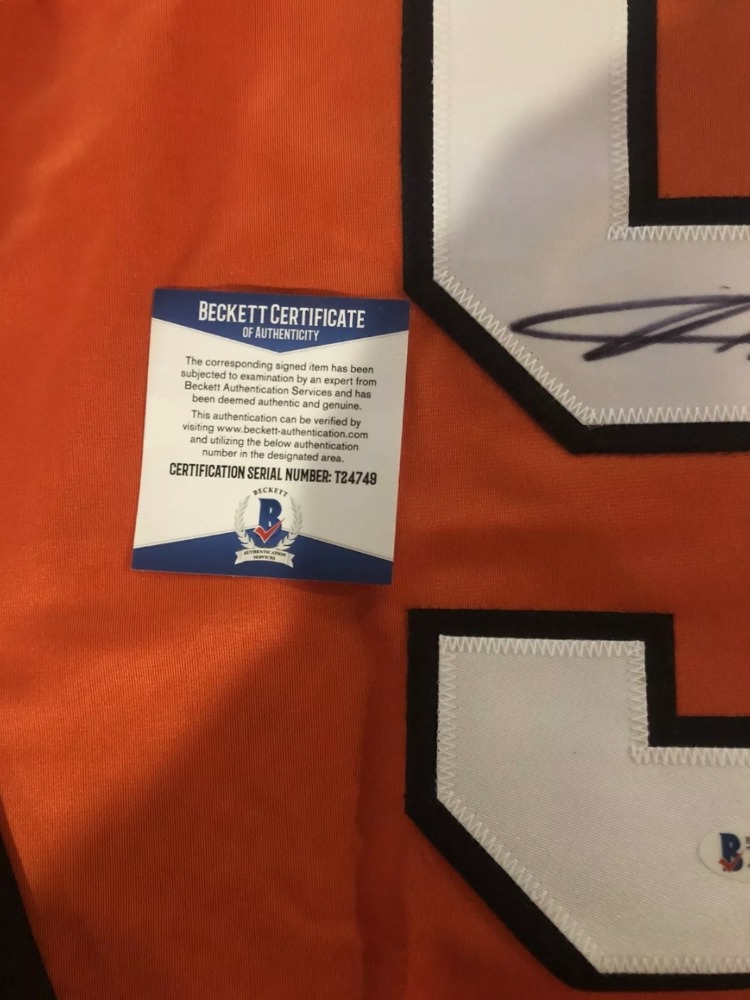 BECKETT CERTIFICATE
OF AUTHENTICITY
The corresponding signed item has been
subjected to examination by an expert from
Beckett Authentication Services and has
been deemed authentic and genuine.
This authentication can be verified by
visiting www.beckett-authentication.com
and utilizing the below authentication
number in the designated area.
CERTIFICATION SERIAL NUMBER: T24749
BECKETT
B
AUTHENTICATION
SERVICES
B